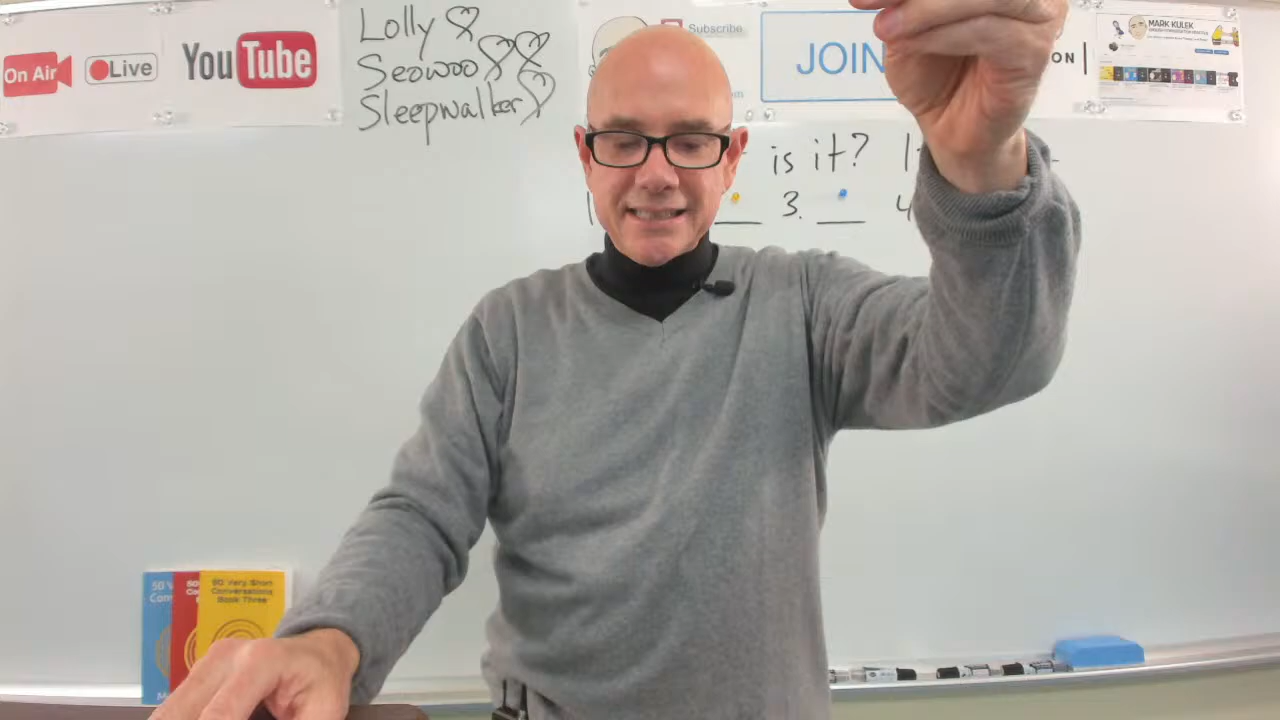 On Air
Live
YouTube
Lolly
Seowoo
Sleepwalker
Subscribe
JOIN
ON
MARK KULEK
is it?
3.
4
50 Very Short
Conversations
Book Three